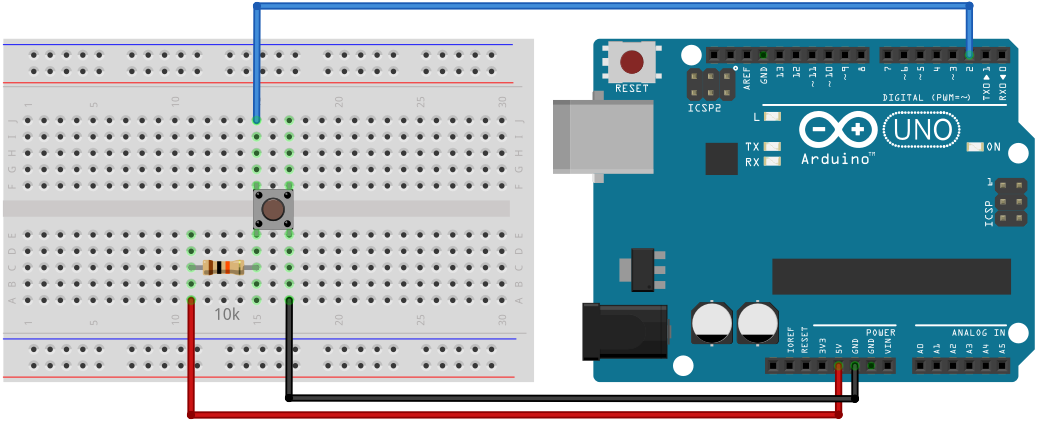 RESET
ICSP2
AREF
GND
13
12
~11
~10
~9
8
7
~6
~5
4
~3
2
TXO ▶ 1
RXO ◀ 0
DIGITAL (PWM=~)
L
TX
RX
Arduino™
UNO
ON
1
ICSP
1 5 10 15 20 25 30
J
I
H
G
F
E
D
C
B
A
J
I
H
G
F
E
D
C
B
A
10k
1 5 10 15 20 25 30
POWER
ANALOG IN
IOREF
RESET
3V3
5V
GND
GND
VIN
A0
A1
A2
A3
A4
A5